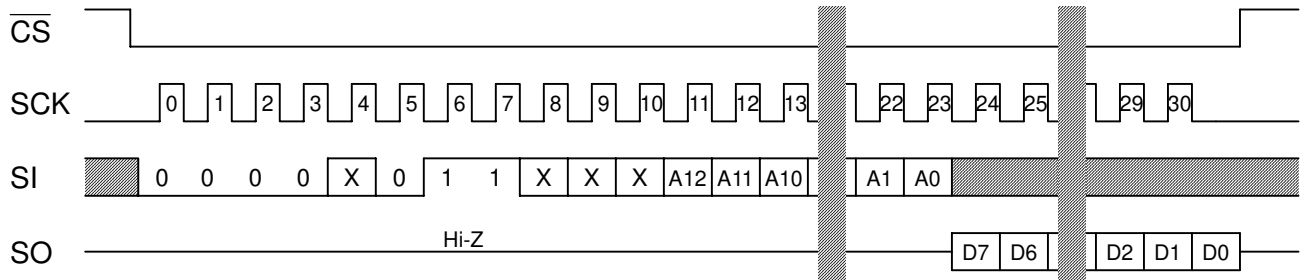 CS
SCK 0 1 2 3 4 5 6 7 8 9 10 11 12 13 22 23 24 25 29 30
SI 0 0 0 0 X 0 1 1 X X X A12 A11 A10 A1 A0
Hi-Z
SO D7 D6 D2 D1 D0